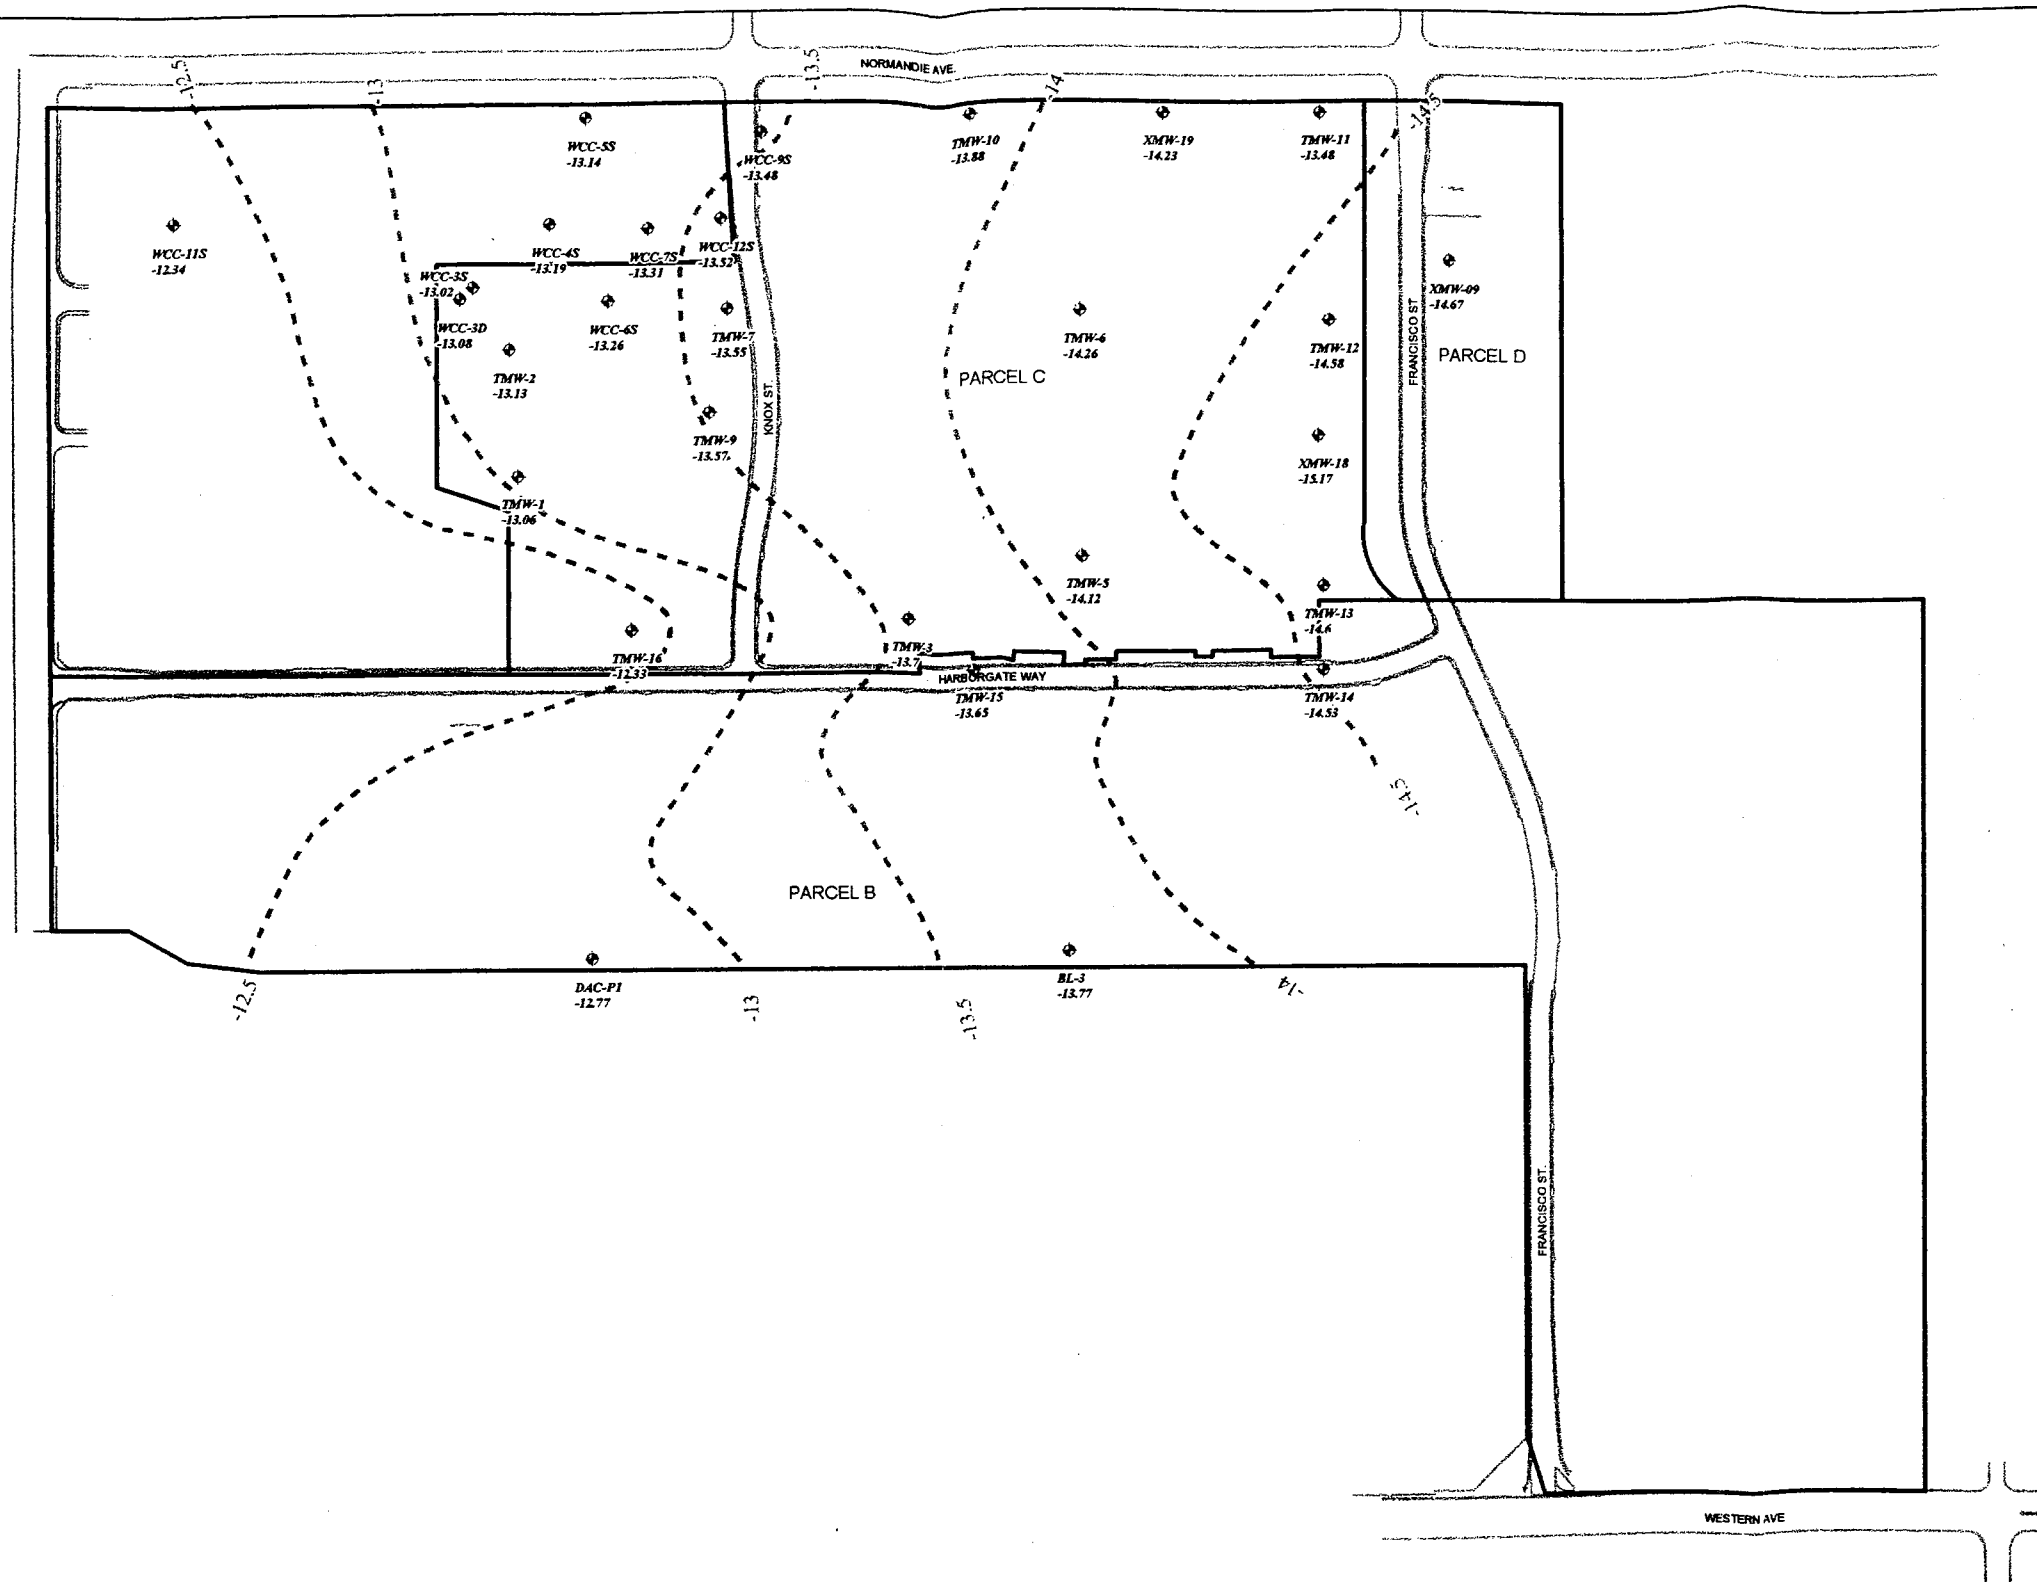 NORMANDIE AVE.
-12.5
-13
-13.5
-14
-14.5
WCC-5S
-13.14
WCC-9S
-13.48
TMW-10
-13.88
XMW-19
-14.23
TMW-11
-13.48
WCC-11S
-12.34
WCC-4S
-13.19
WCC-7S
-13.31
WCC-12S
-13.52
WCC-3S
-13.02
XMW-09
-14.67
WCC-3D
-13.08
WCC-6S
-13.26
TMW-7
-13.55
TMW-6
-14.26
TMW-12
-14.58
FRANCISCO ST
PARCEL D
TMW-2
-13.13
PARCEL C
KNOX ST.
TMW-9
-13.57
XMW-18
-15.17
TMW-1
-13.06
TMW-5
-14.12
TMW-13
-14.6
TMW-16
-12.33
TMW-3
-13.7
HARBORGATE WAY
TMW-15
-13.65
TMW-14
-14.53
-14.5
PARCEL B
DAC-P1
-12.77
BL-3
-13.77
-12.5
-13
-13.5
-14
FRANCISCO ST.
WESTERN AVE